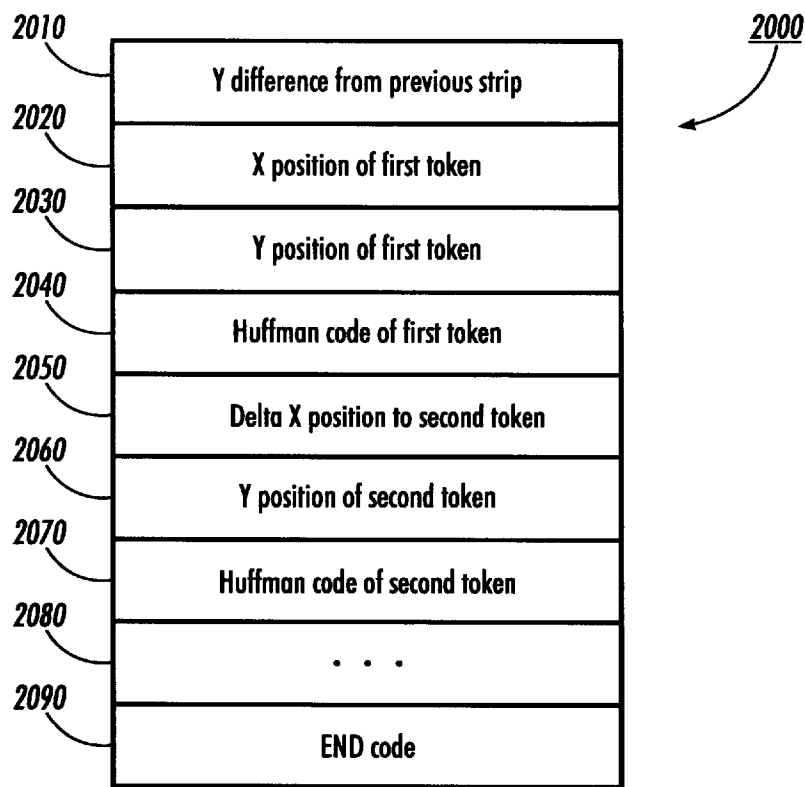 2010
2000
Y difference from previous strip
2020
X position of first token
2030
Y position of first token
2040
Huffman code of first token
2050
Delta X position to second token
2060
Y position of second token
2070
Huffman code of second token
2080
. . .
2090
END code